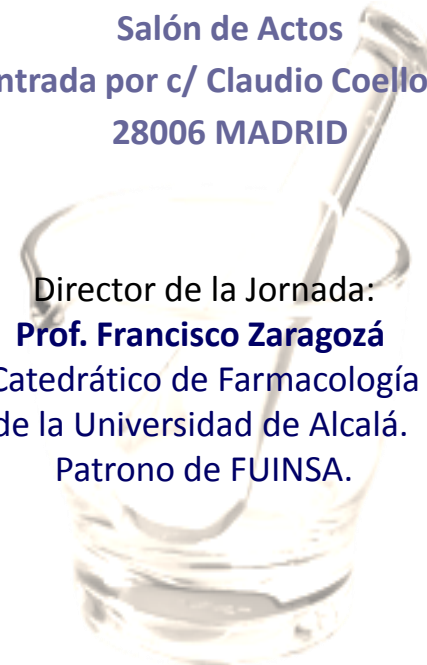 Salón de Actos
ntrada por c/ Claudio Coello
28006 MADRID
Director de la Jornada:
Prof. Francisco Zaragozá
Catedrático de Farmacología
de la Universidad de Alcalá.
Patrono de FUINSA.